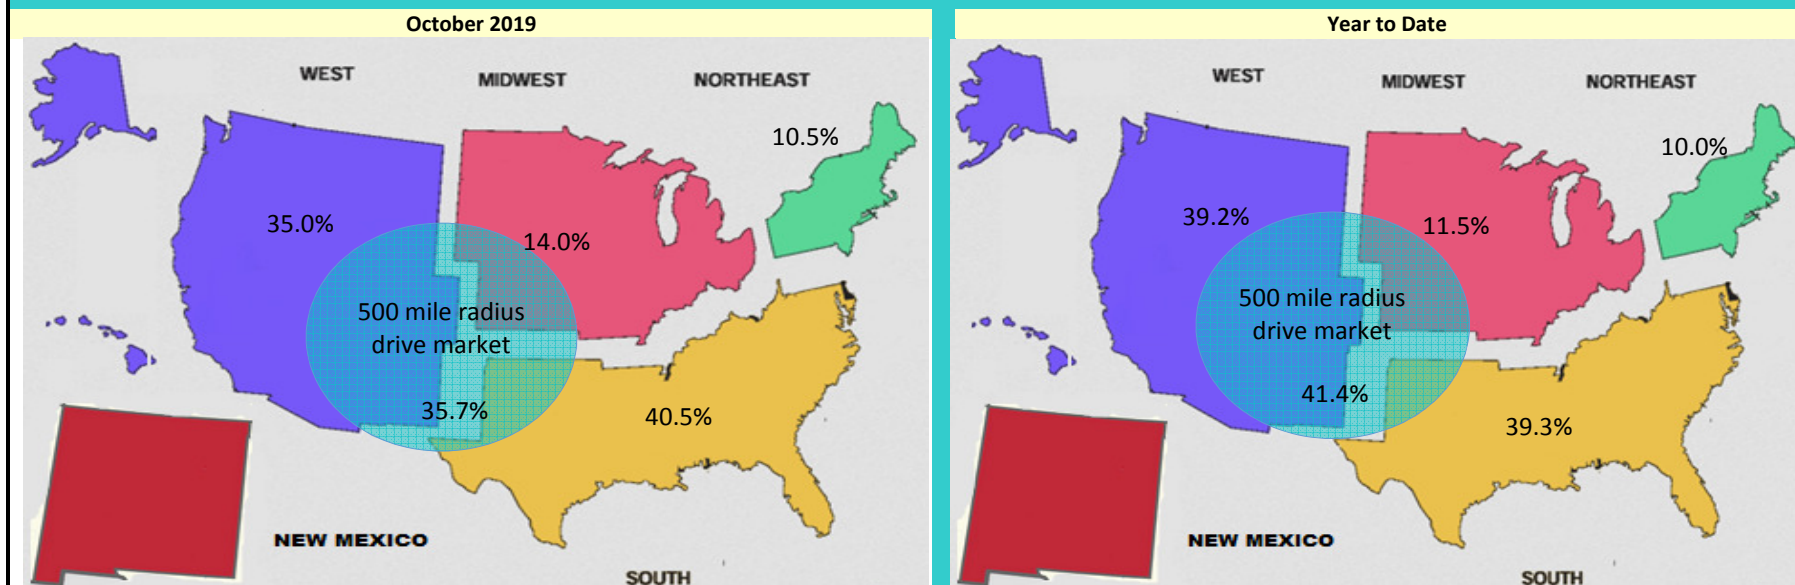 October 2019
WEST
MIDWEST
NORTHEAST
10.5%
35.0%
14.0%
500 mile radius
drive market
35.7%
40.5%
NEW MEXICO
SOUTH
Year to Date
WEST
MIDWEST
NORTHEAST
10.0%
39.2%
11.5%
500 mile radius
drive market
41.4%
39.3%
NEW MEXICO
SOUTH